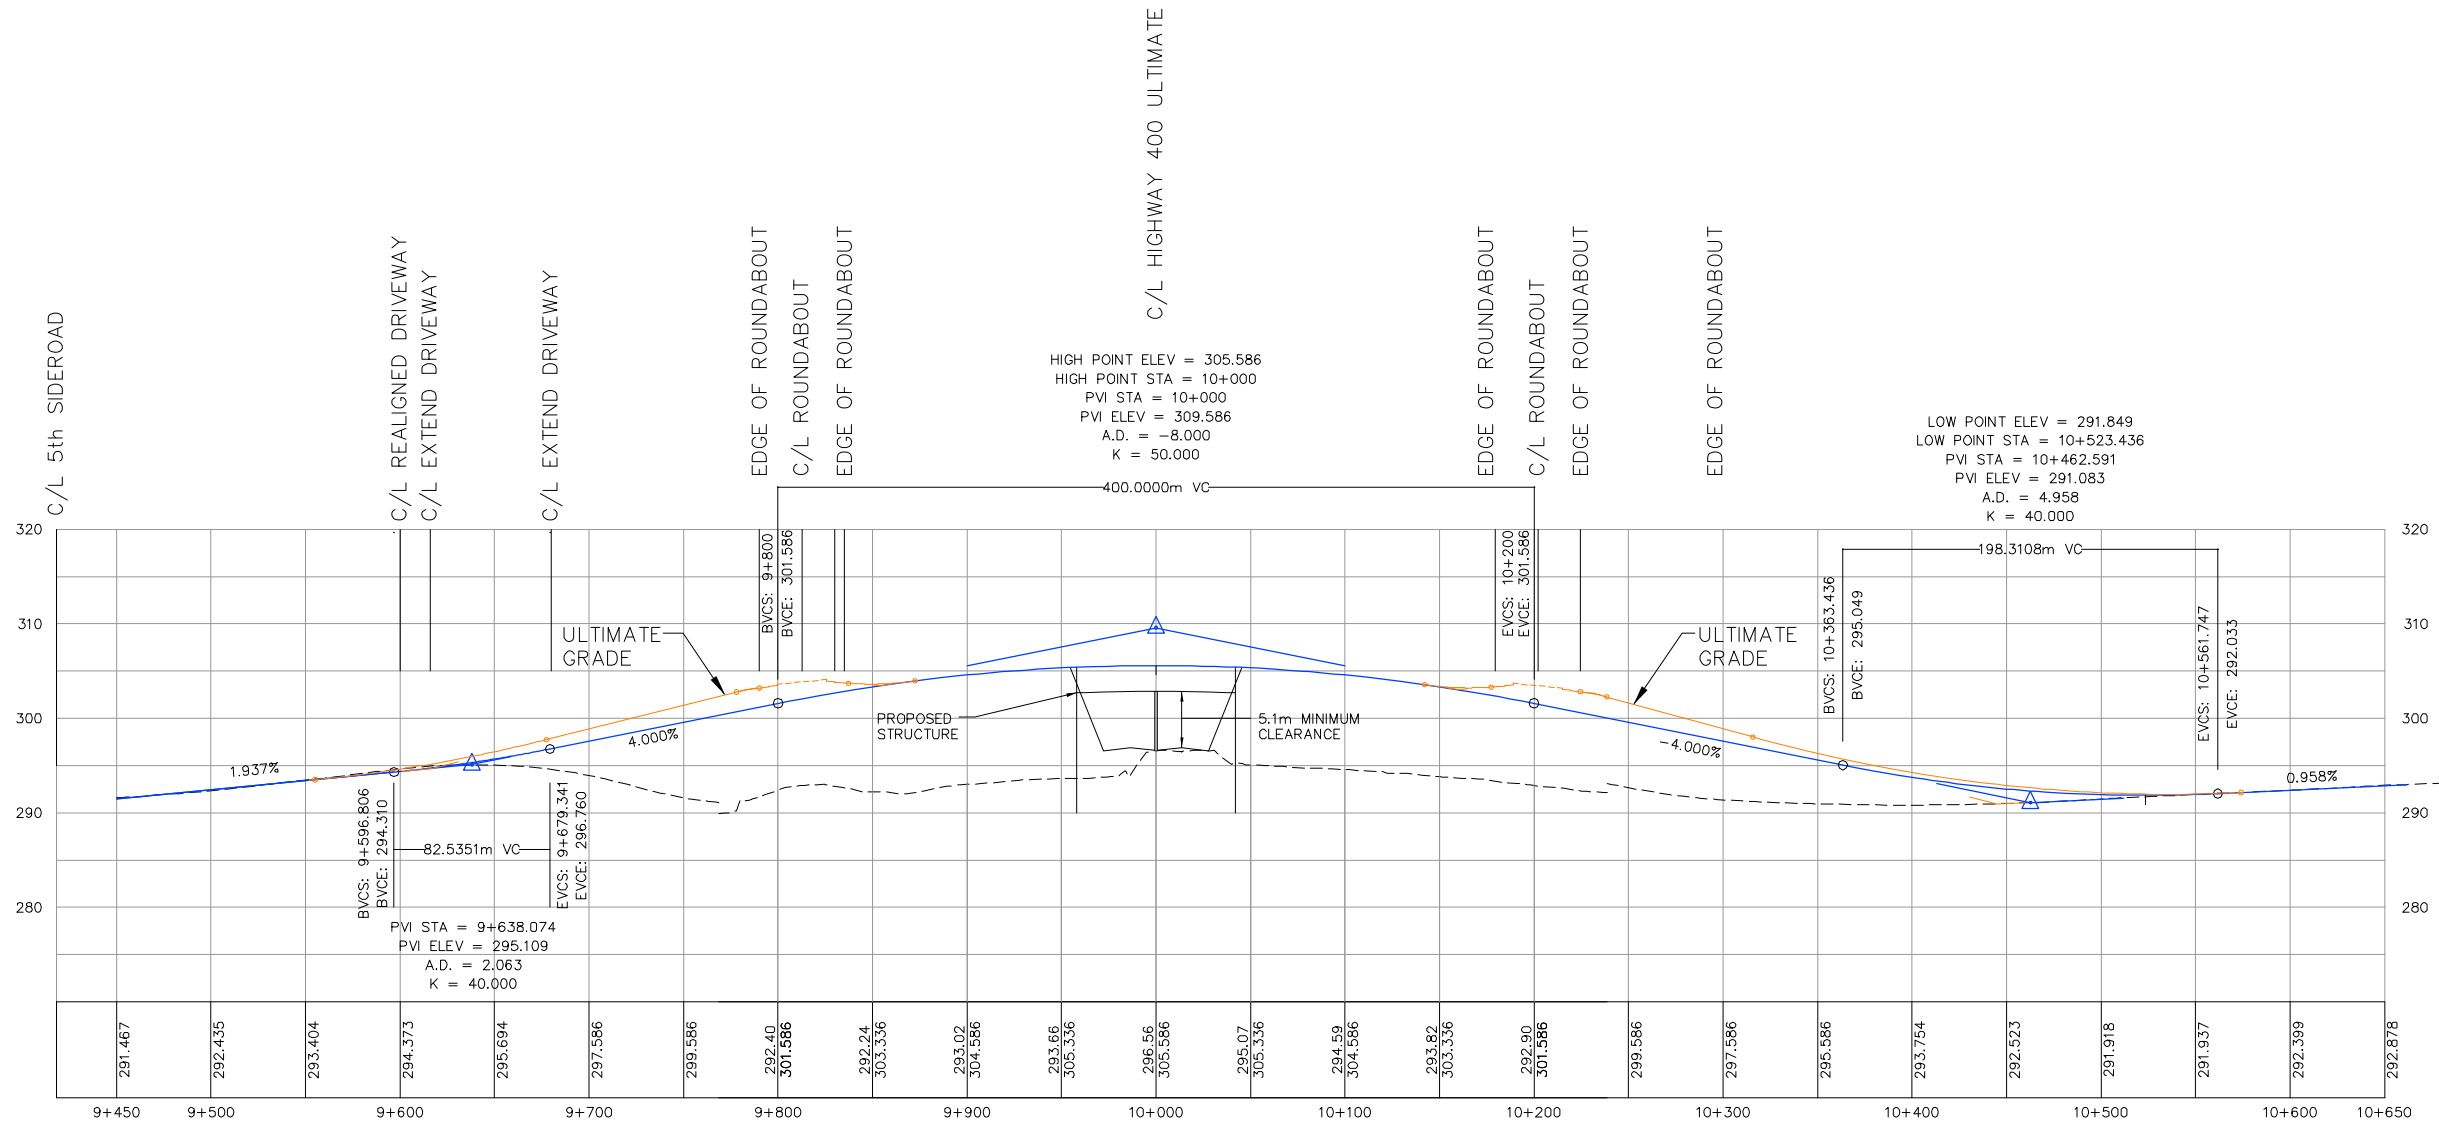 C/L HIGHWAY 400 ULTIMATE
C/L 5th SIDEROAD
C/L REALIGNED DRIVEWAY
C/L EXTEND DRIVEWAY
C/L EXTEND DRIVEWAY
EDGE OF ROUNDABOUT
C/L ROUNDABOUT
EDGE OF ROUNDABOUT
EDGE OF ROUNDABOUT
C/L ROUNDABOUT
EDGE OF ROUNDABOUT
EDGE OF ROUNDABOUT
HIGH POINT ELEV = 305.586
HIGH POINT STA = 10+000
PVI STA = 10+000
PVI ELEV = 309.586
A.D. = -8.000
K = 50.000
400.0000m VC
LOW POINT ELEV = 291.849
LOW POINT STA = 10+523.436
PVI STA = 10+462.591
PVI ELEV = 291.083
A.D. = 4.958
K = 40.000
198.3108m VC
320
320
310
310
300
300
290
290
280
280
BVCS: 9+800
BVCE: 301.586
EVCS: 10+200
EVCE: 301.586
BVCS: 10+363.436
BVCE: 295.049
EVCS: 10+561.747
EVCE: 292.033
ULTIMATE
GRADE
ULTIMATE
GRADE
PROPOSED
STRUCTURE
5.1m MINIMUM
CLEARANCE
1.937%
4.000%
-4.000%
0.958%
BVCS: 9+596.806
BVCE: 294.310
82.5351m VC
EVCS: 9+679.341
EVCE: 296.760
PVI STA = 9+638.074
PVI ELEV = 295.109
A.D. = 2.063
K = 40.000
291.467
292.435
293.404
294.373
295.694
297.586
299.586
292.40
301.586
292.24
303.336
293.02
304.586
293.66
305.336
296.56
305.586
295.07
305.336
294.59
304.586
293.82
303.336
292.90
301.586
299.586
297.586
295.586
293.754
292.523
291.918
291.937
292.399
292.878
9+450
9+500
9+600
9+700
9+800
9+900
10+000
10+100
10+200
10+300
10+400
10+500
10+600
10+650